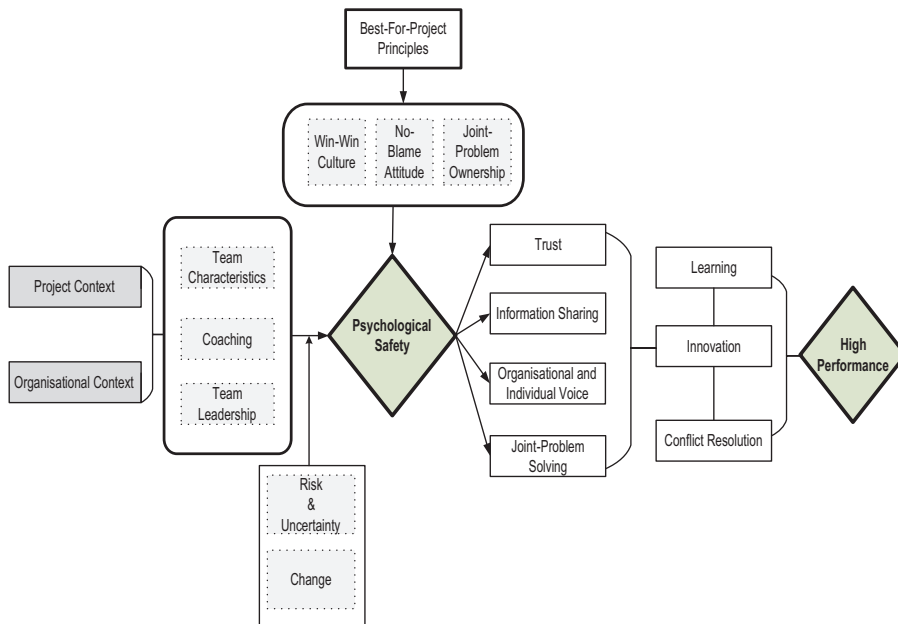 Best-For-Project
Principles
Win-Win
Culture
No-
Blame
Attitude
Joint-
Problem
Ownership
Project Context
Organisational Context
Team
Characteristics
Coaching
Team
Leadership
Risk
&
Uncertainty
Change
Psychological
Safety
Trust
Information Sharing
Organisational and
Individual Voice
Joint-Problem
Solving
Learning
Innovation
Conflict Resolution
High
Performance